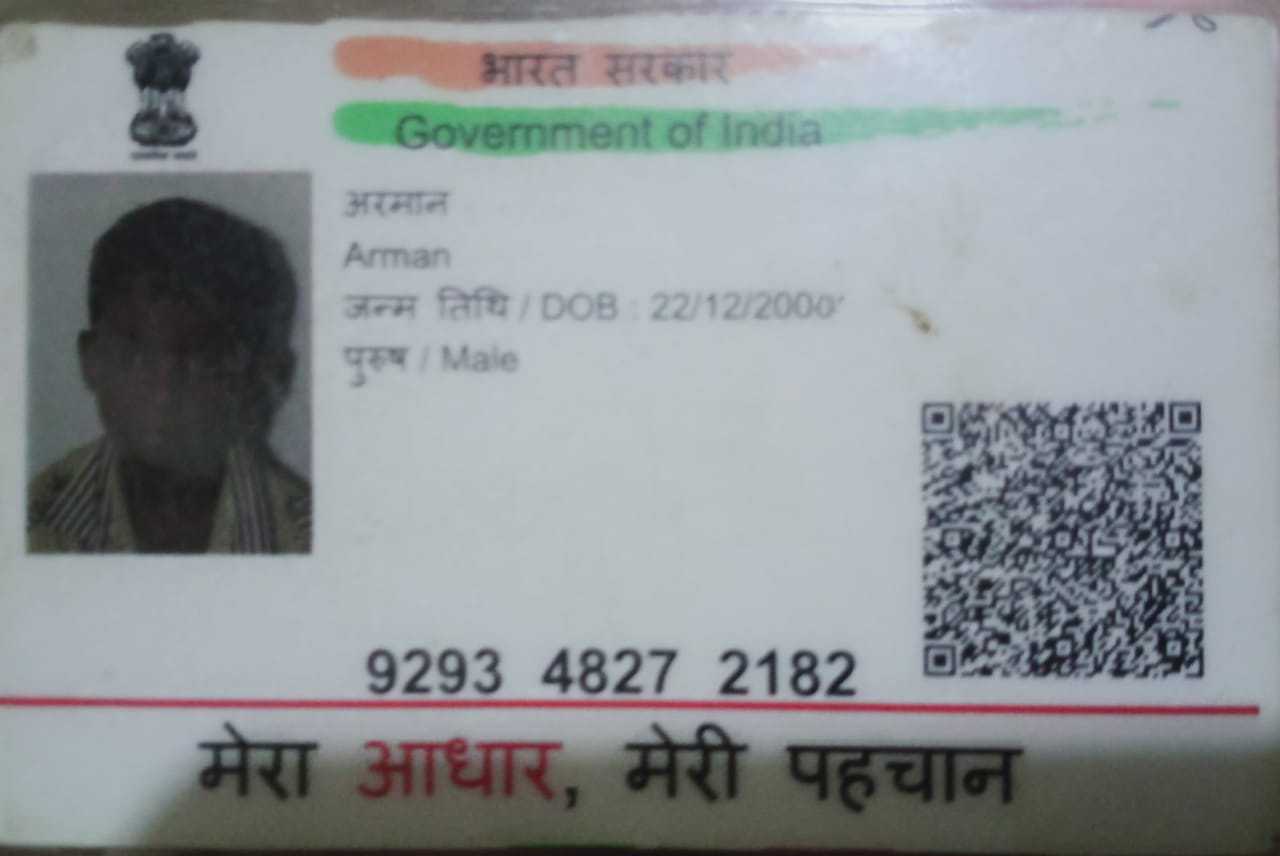 भारत सरकार
Government of India
अरमान
Arman
जन्म तिथि / DOB : 22/12/2000
पुरुष / Male
9293 4827 2182
मेरा आधार, मेरी पहचान